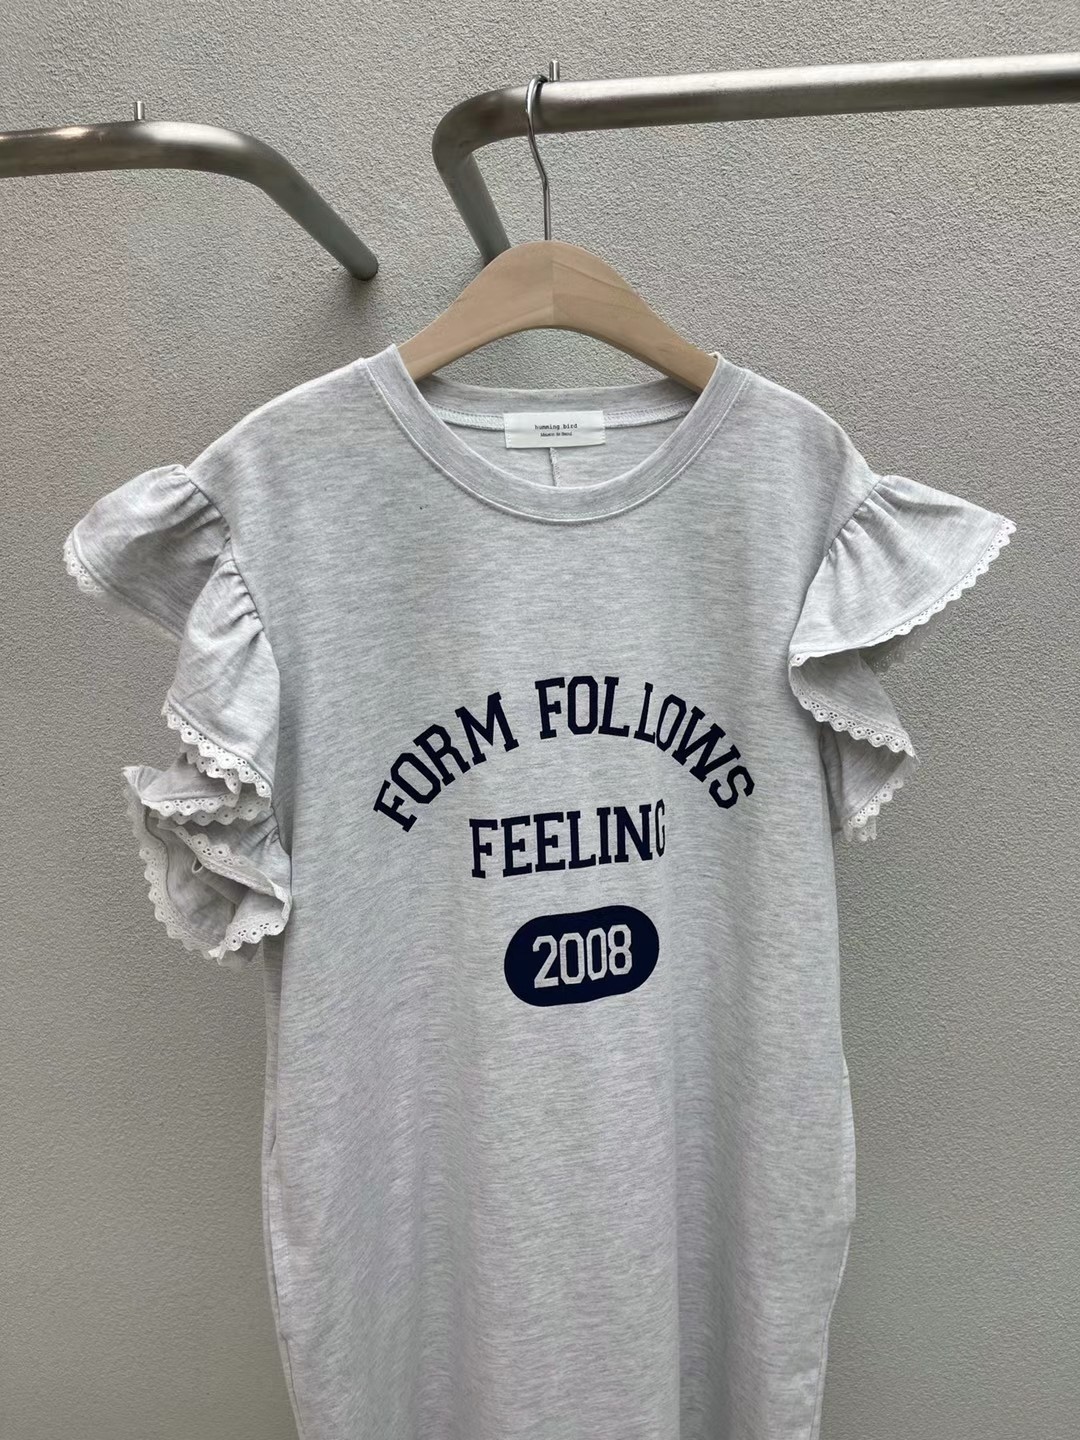 humming.bird
FORM FOLLOWS
FEELING
2008